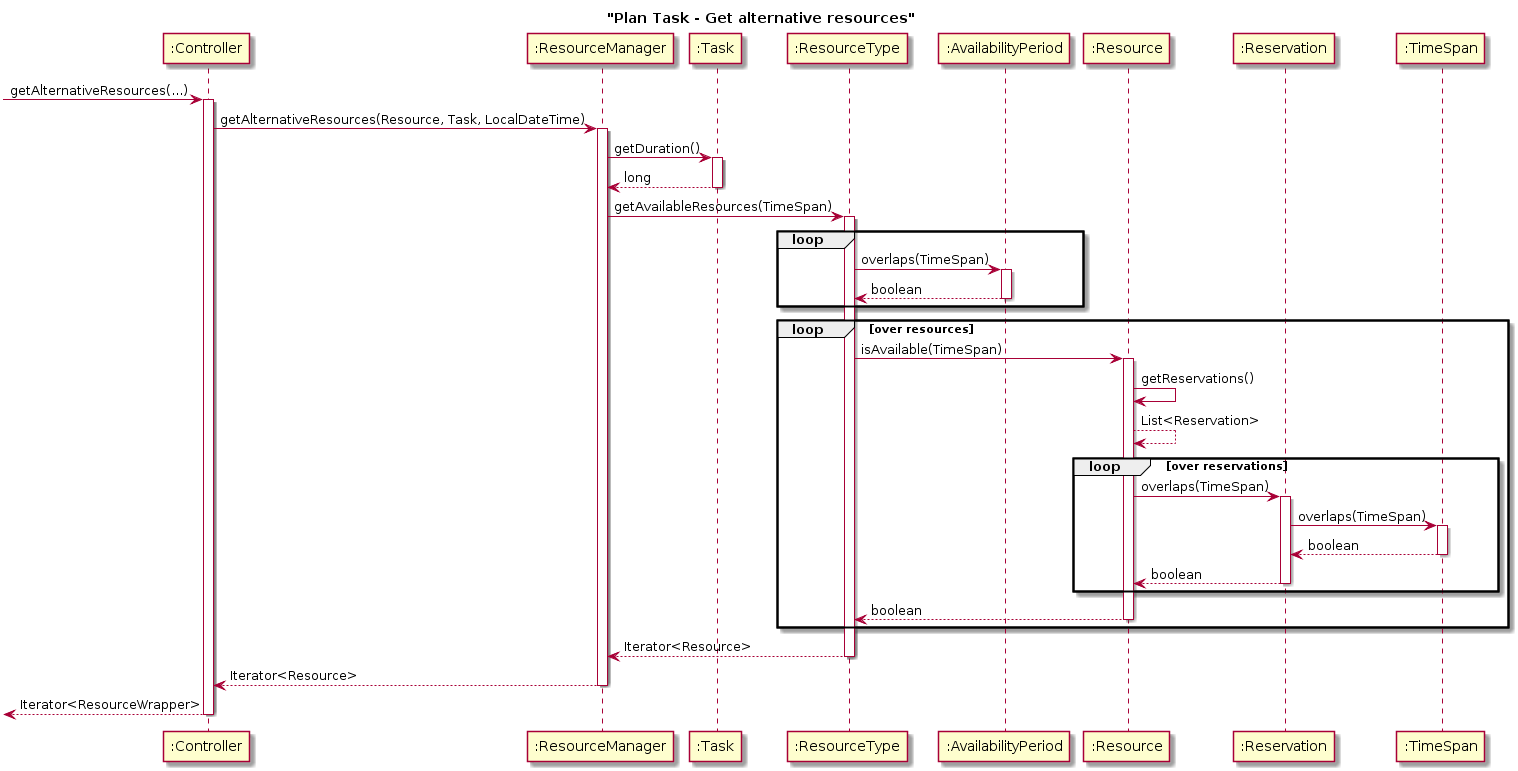 "Plan Task - Get alternative resources"
:Controller :ResourceManager :Task :ResourceType :AvailabilityPeriod :Resource :Reservation :TimeSpan
getAlternativeResources(...)
getAlternativeResources(Resource, Task, LocalDateTime)
getDuration()
long
getAvailableResources(TimeSpan)
loop
overlaps(TimeSpan)
boolean
loop [over resources]
isAvailable(TimeSpan)
getReservations()
List<Reservation>
loop [over reservations]
overlaps(TimeSpan)
overlaps(TimeSpan)
boolean
boolean
boolean
Iterator<Resource>
Iterator<Resource>
Iterator<ResourceWrapper>
:Controller :ResourceManager :Task :ResourceType :AvailabilityPeriod :Resource :Reservation :TimeSpan